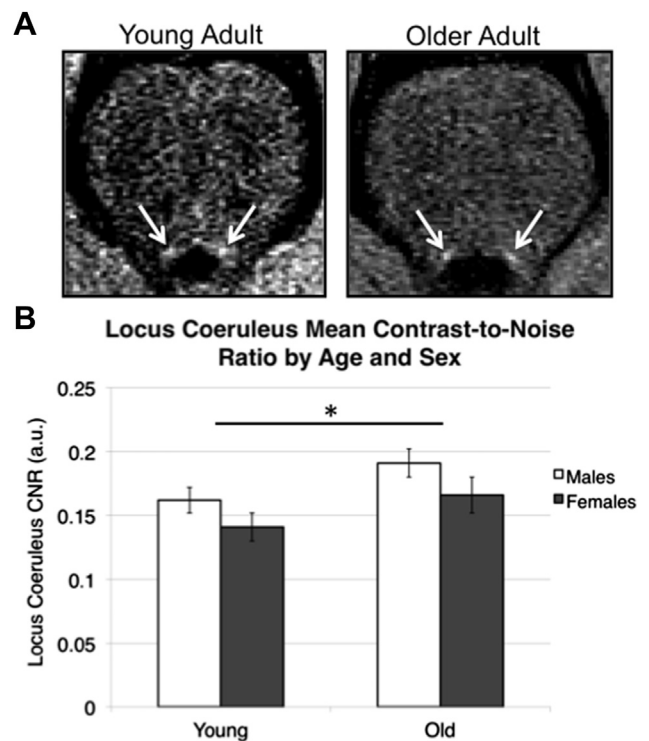 A
Young Adult
Older Adult
B
Locus Coeruleus Mean Contrast-to-Noise
Ratio by Age and Sex
Locus Coeruleus CNR (a.u.)
0.25
0.2
0.15
0.1
0.05
0
*
Males
Females
Young
Old